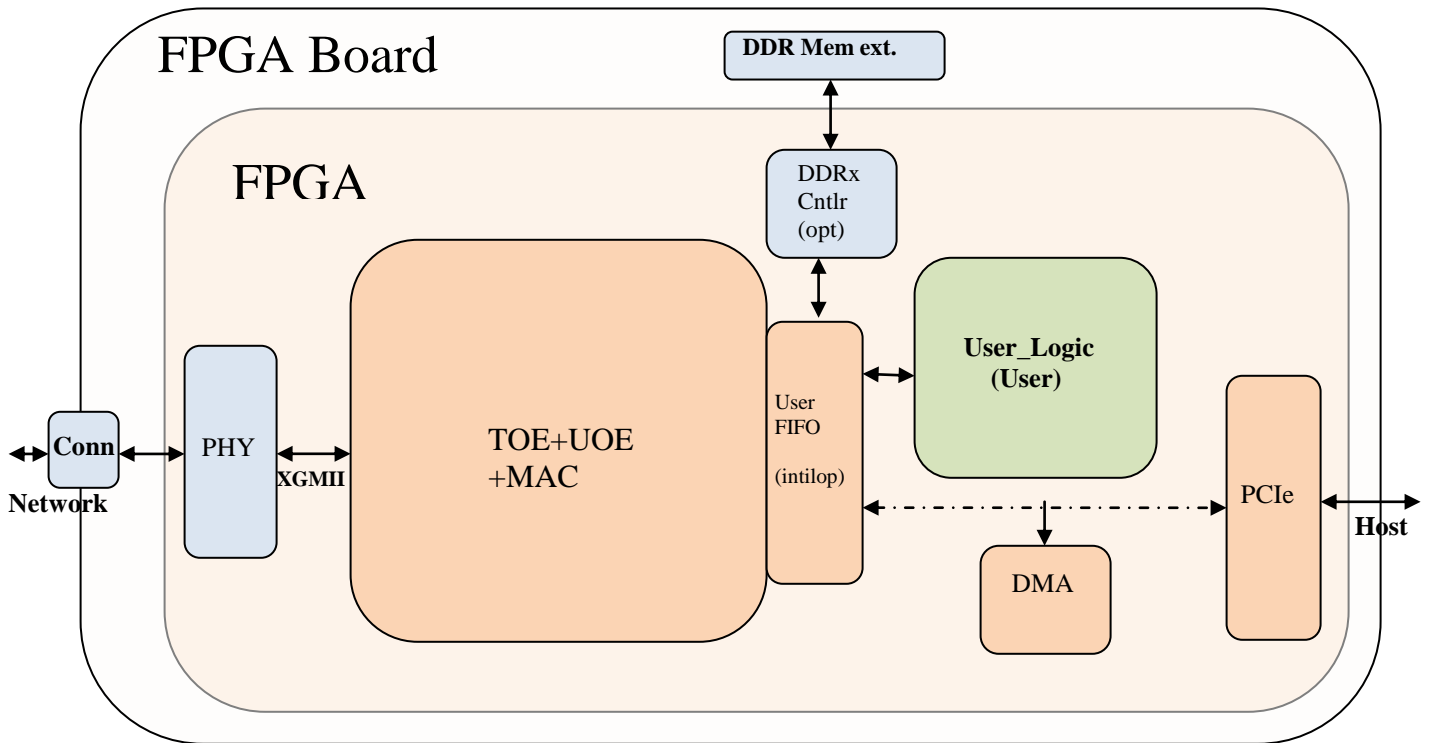 FPGA Board
DDR Mem ext.
FPGA
DDRx
Cntlr
(opt)
User_Logic
(User)
User
FIFO
(intilop)
TOE+UOE
+MAC
Conn
PHY
XGMII
Network
PCIe
Host
DMA